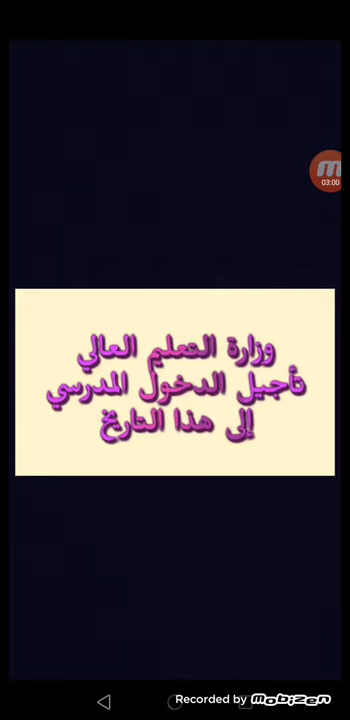 03:00
وزارة التعليم العالي
تأجيل الدخول المدرسي
إلى هذا التاريخ
Recorded by mobizen